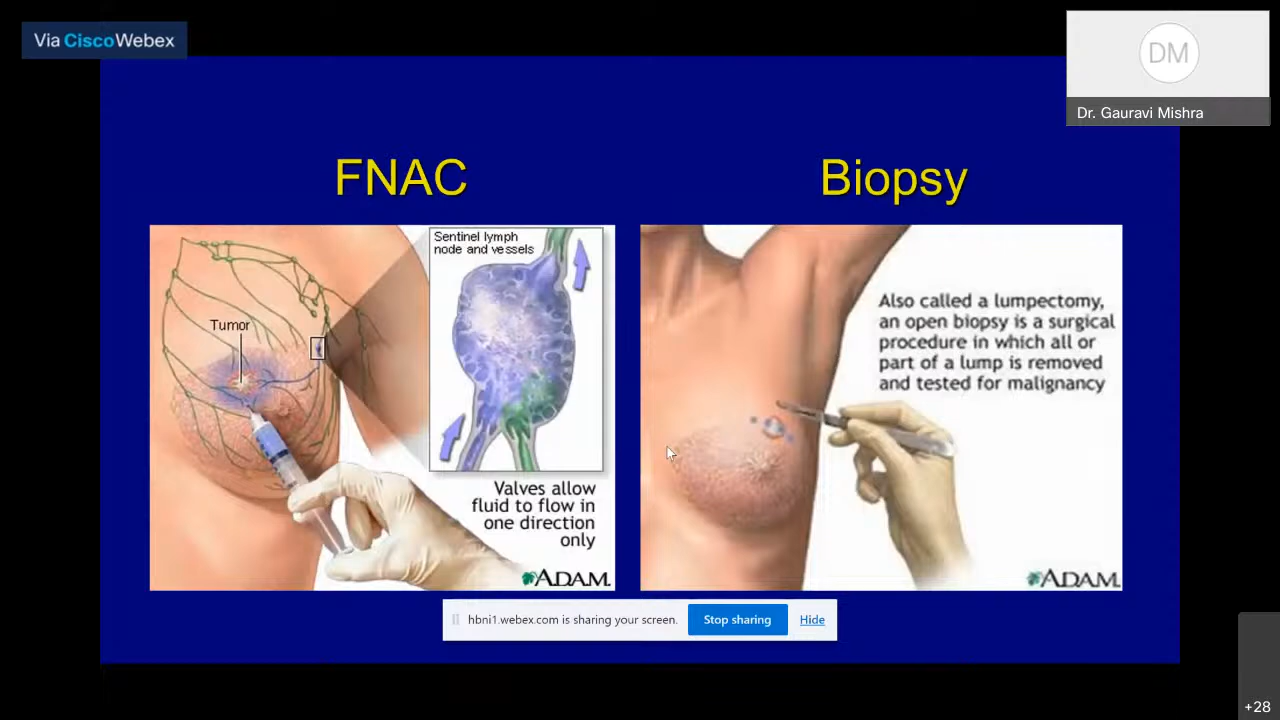 Via CiscoWebex
DM
Dr. Gauravi Mishra
FNAC
Biopsy
Sentinel lymph
node and vessels
Tumor
Valves allow
fluid to flow in
one direction
only
ADAM.
Also called a lumpectomy,
an open biopsy is a surgical
procedure in which all or
part of a lump is removed
and tested for malignancy
ADAM.
hbni1.webex.com is sharing your screen.
Stop sharing
Hide
+28